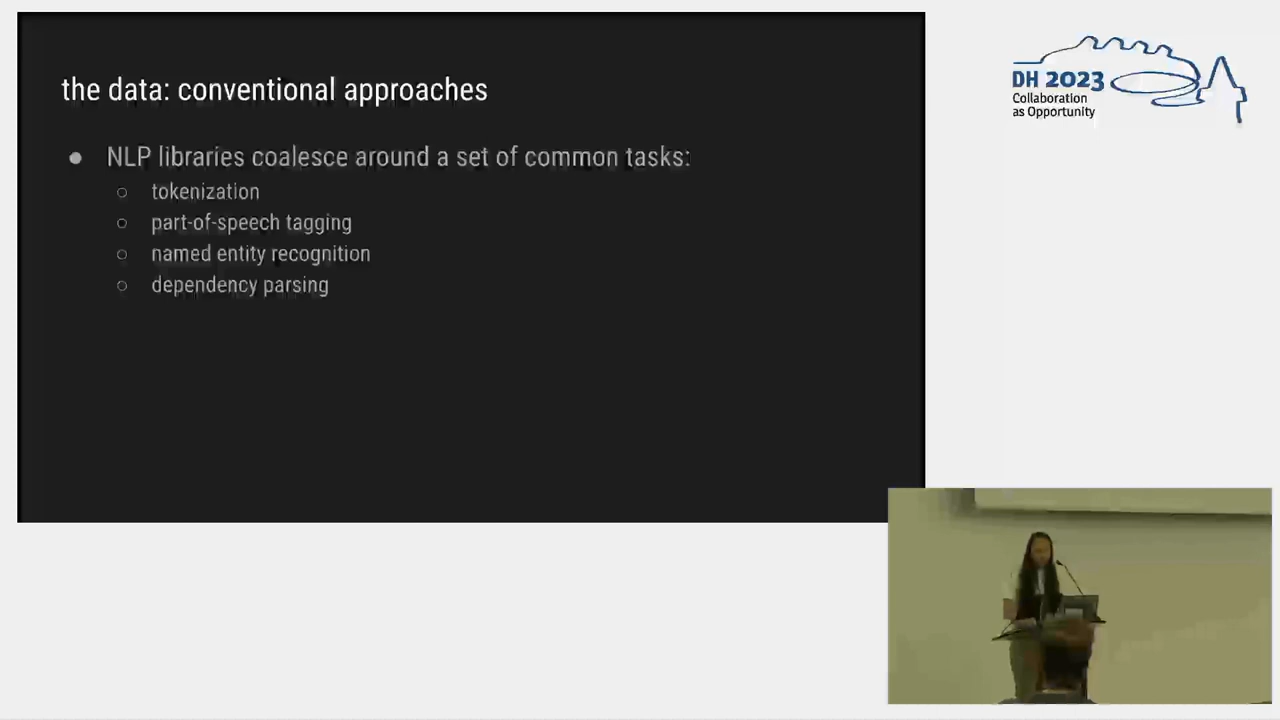 the data: conventional approaches
● NLP libraries coalesce around a set of common tasks:
○ tokenization
○ part-of-speech tagging
○ named entity recognition
○ dependency parsing
DH 2023
Collaboration
as Opportunity